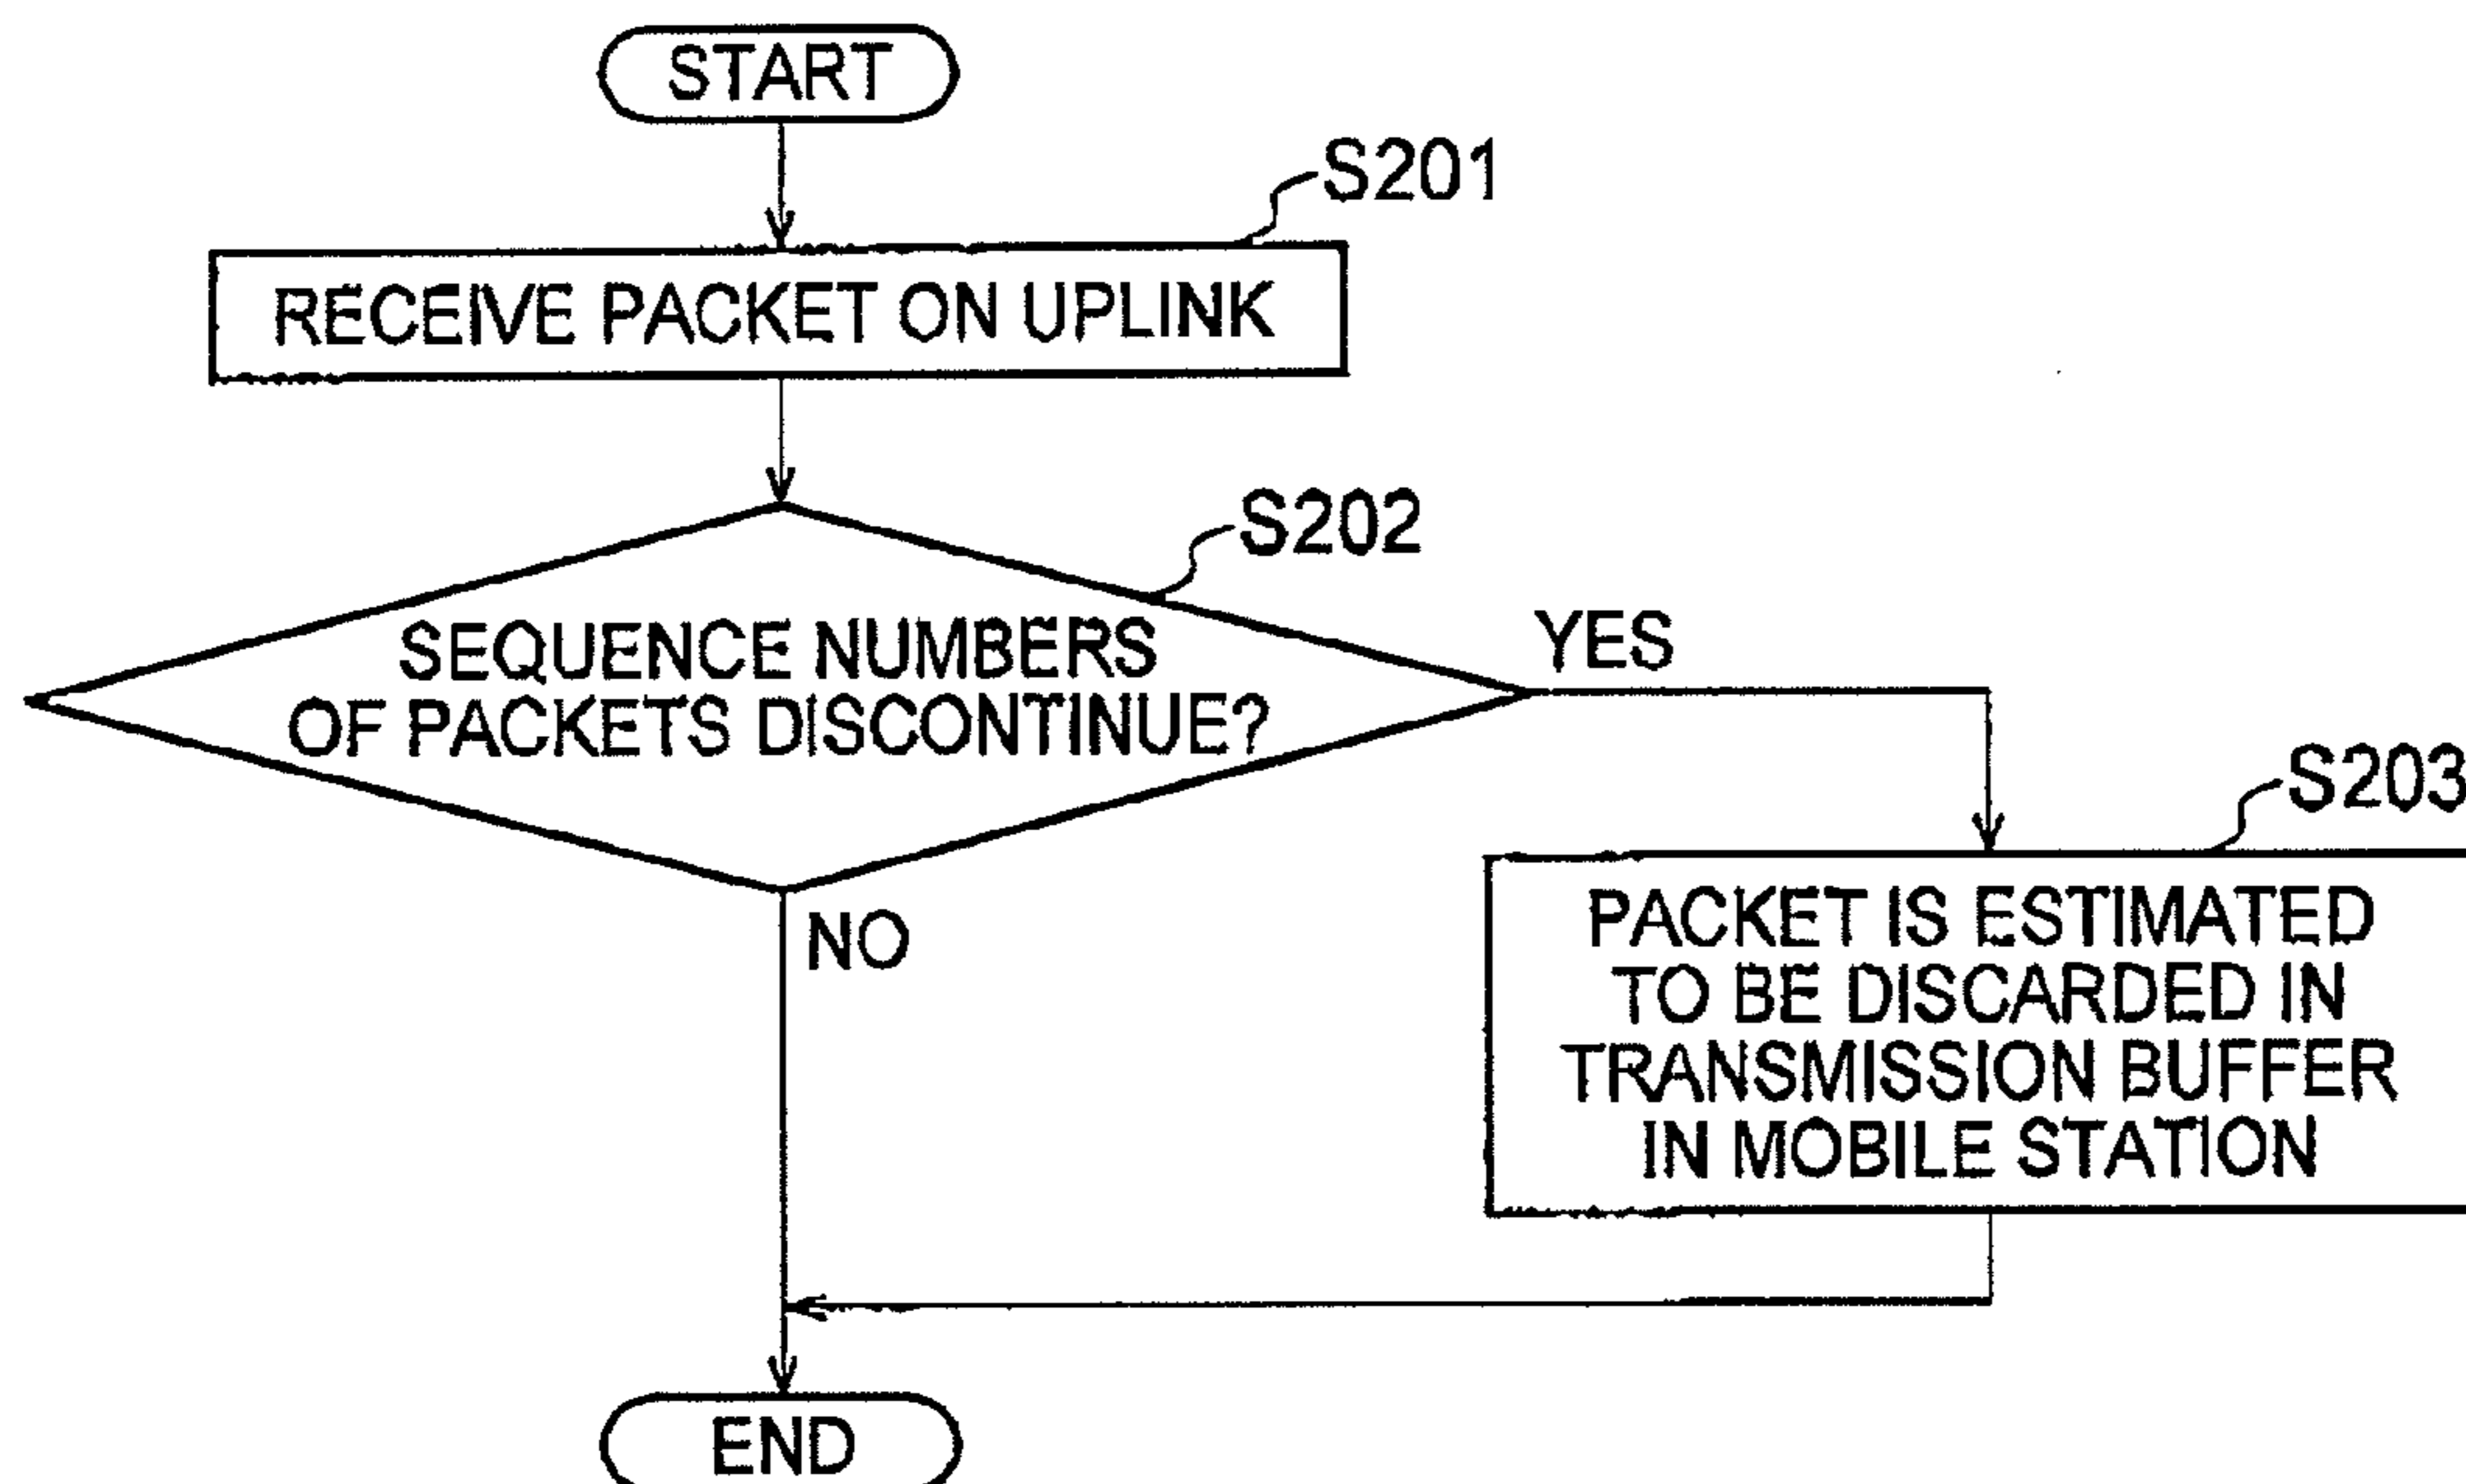 START
S201
RECEIVE PACKET ON UPLINK
S202
SEQUENCE NUMBERS
OF PACKETS DISCONTINUE?
YES
S203
NO
PACKET IS ESTIMATED
TO BE DISCARDED IN
TRANSMISSION BUFFER
IN MOBILE STATION
END